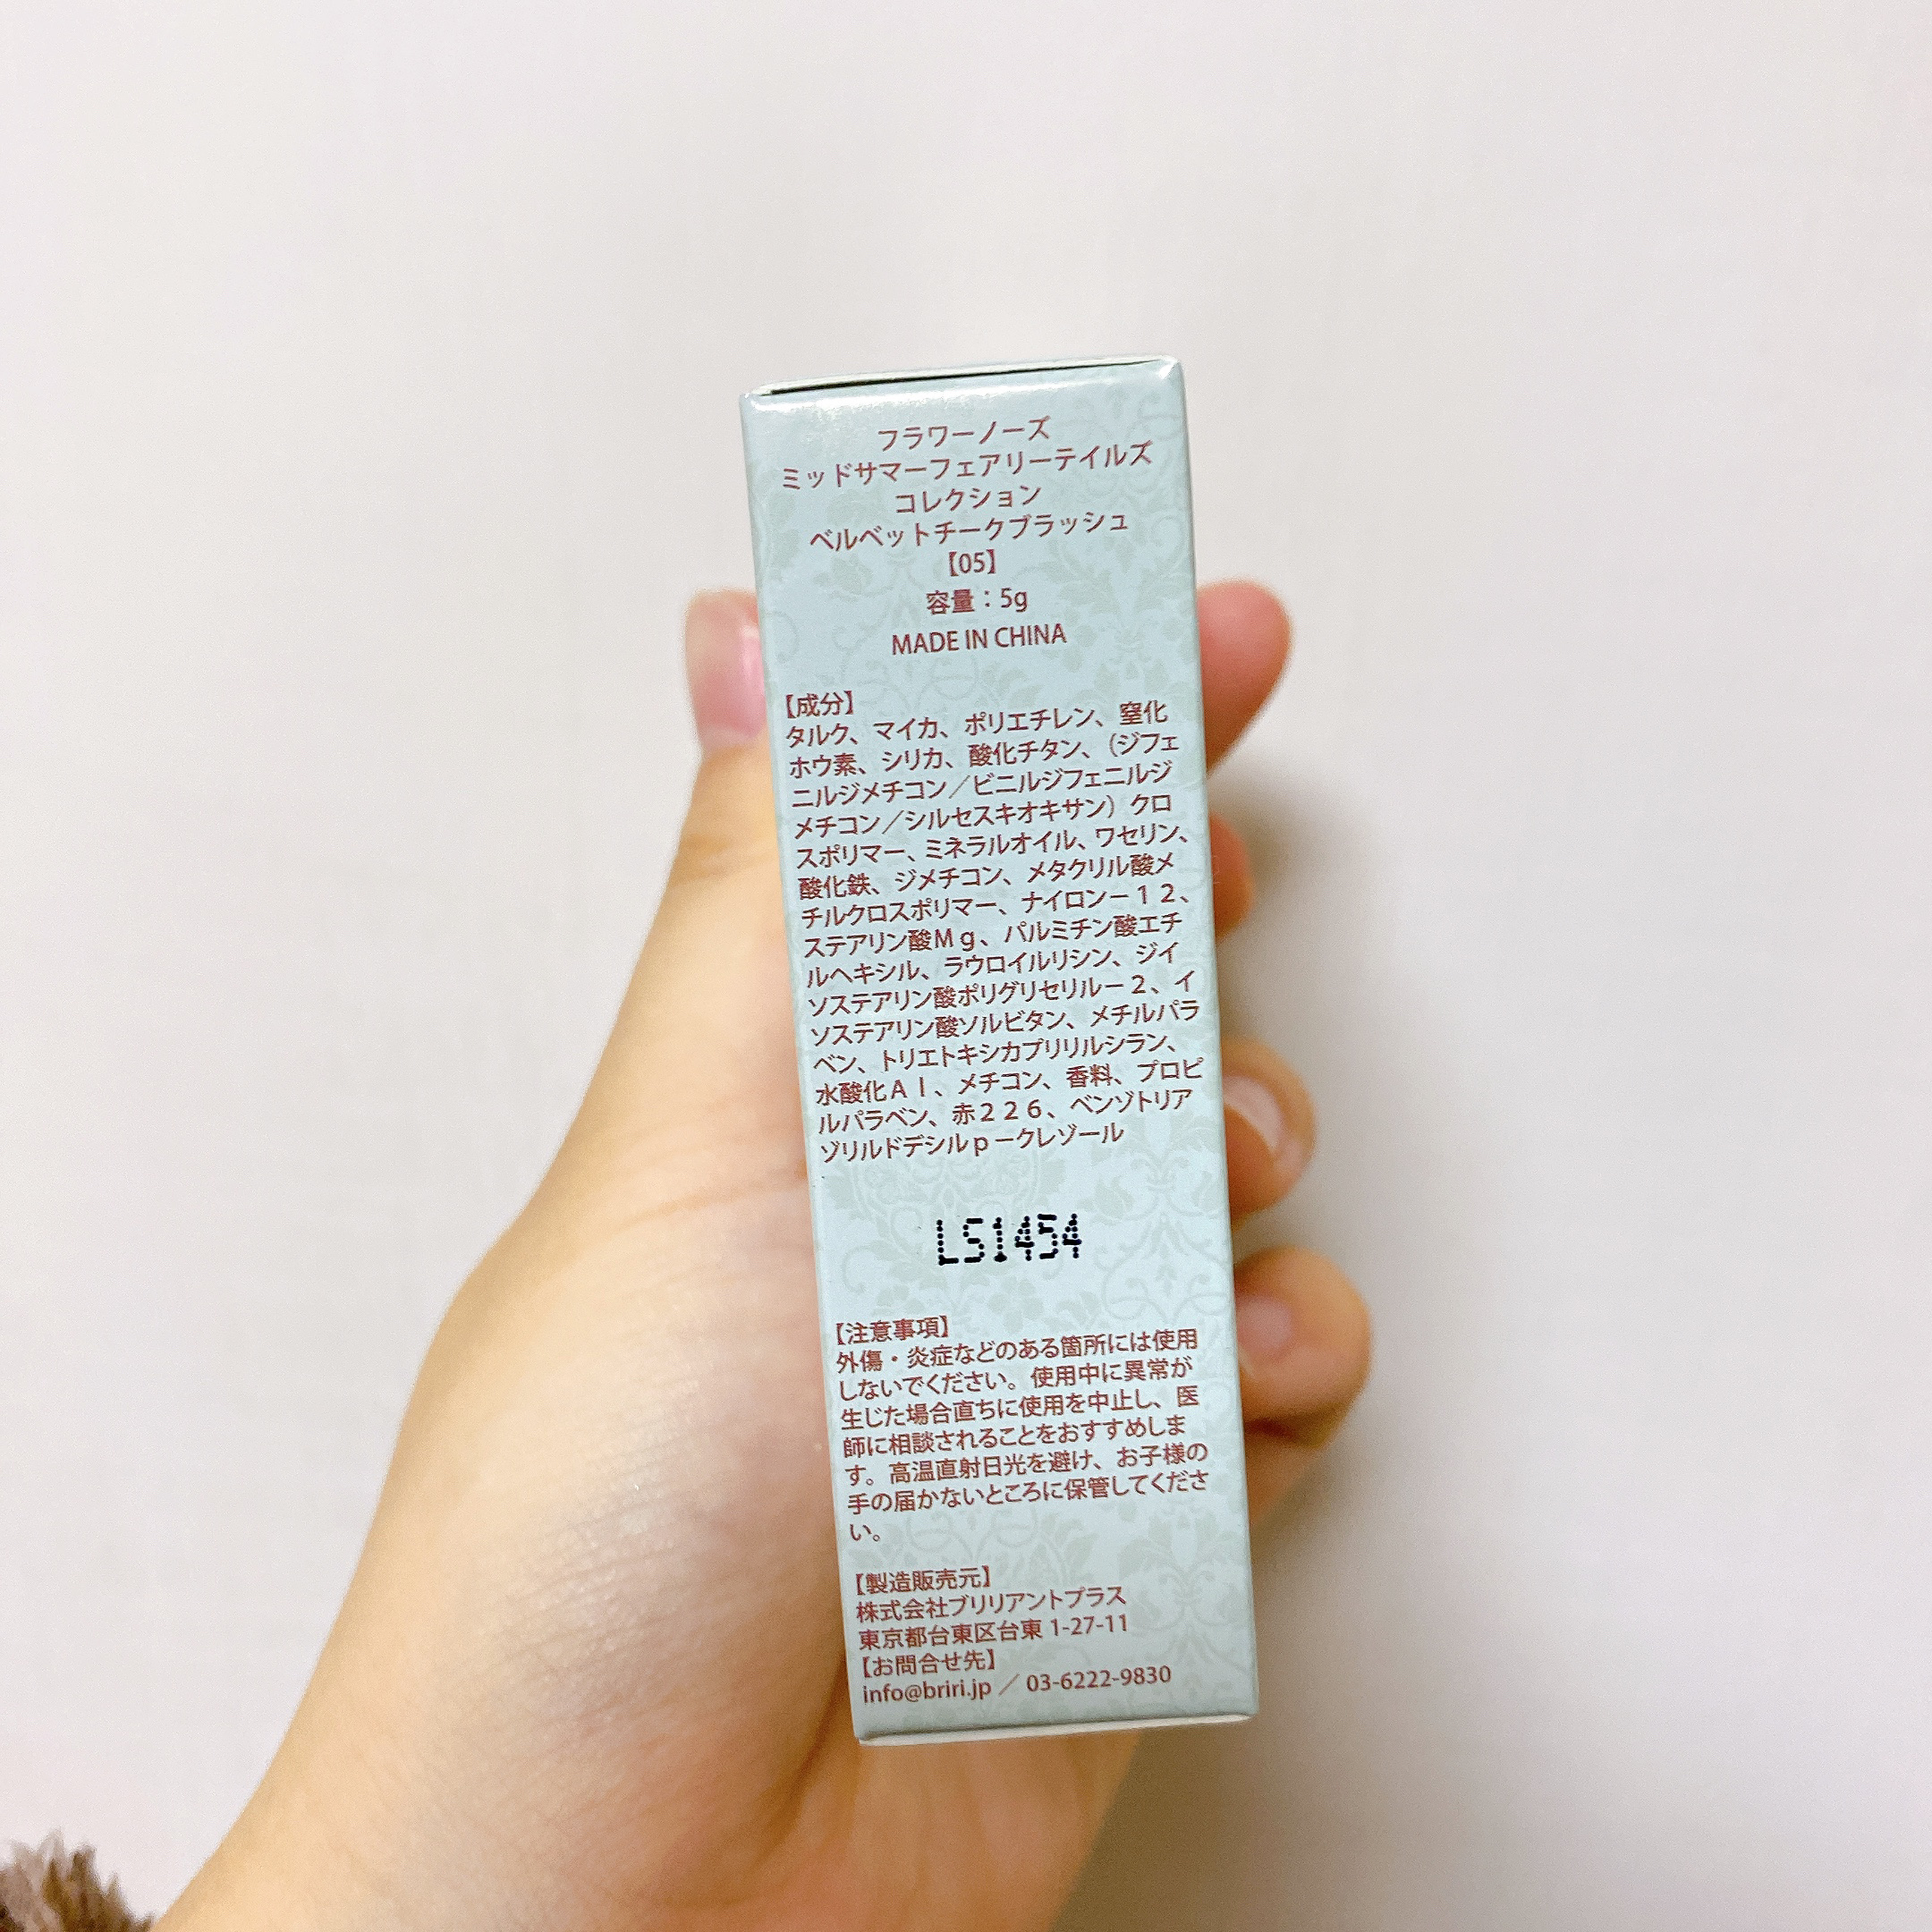 フラワーノーズ
ミッドサマーフェアリーテイルズ
コレクション
ベルベットチークブラッシュ
【05】
容量：5g
MADE IN CHINA
【成分】
タルク、マイカ、ポリエチレン、窒化
ホウ素、シリカ、酸化チタン、（ジフェ
ニルジメチコン／ビニルジフェニルジ
メチコン／シルセスキオキサン）クロ
スポリマー、ミネラルオイル、ワセリン、
酸化鉄、ジメチコン、メタクリル酸メ
チルクロスポリマー、ナイロンー１２、
ステアリン酸Ｍｇ、パルミチン酸エチ
ルヘキシル、ラウロイルリシン、ジイ
ソステアリン酸ポリグリセリルー２、イ
ソステアリン酸ソルビタン、メチルパラ
ベン、トリエトキシカプリリルシラン、
水酸化Ａｌ、メチコン、香料、プロピ
ルパラベン、赤２２６、ベンゾトリア
ゾリルドデシルｐークレゾール
LS1454
【注意事項】
外傷・炎症などのある箇所には使用
しないでください。使用中に異常が
生じた場合直ちに使用を中止し、医
師に相談されることをおすすめしま
す。高温直射日光を避け、お子様の
手の届かないところに保管してくださ
い。
【製造販売元】
株式会社ブリリアントプラス
東京都台東区台東 1-27-11
【お問合せ先】
info@briri.jp ／ 03-6222-9830